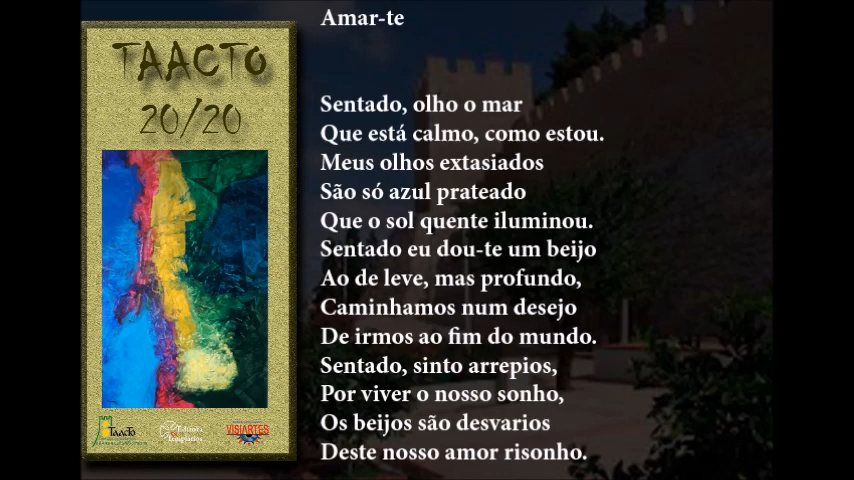 TAACTO
20/20
Taacto
Editora
Templários
VISIARTES
Amar-te
Sentado, olho o mar
Que está calmo, como estou.
Meus olhos extasiados
São só azul prateado
Que o sol quente iluminou.
Sentado eu dou-te um beijo
Ao de leve, mas profundo,
Caminhamos num desejo
De irmos ao fim do mundo.
Sentado, sinto arrepios,
Por viver o nosso sonho,
Os beijos são desvarios
Deste nosso amor risonho.